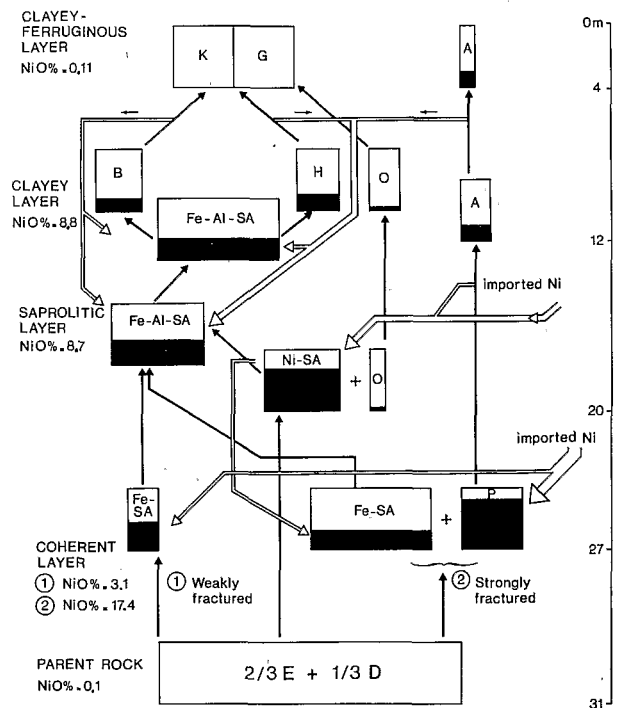 CLAYEY-
FERRUGINOUS
LAYER
NiO%=0,11
K
G
A
0m
4
B
H
O
A
CLAYEY
LAYER
NiO%=8,8
Fe-Al-SA
12
imported Ni
SAPROLITIC
LAYER
NiO%=8,7
Fe-Al-SA
Ni-SA
+
O
20
imported Ni
Fe-
SA
Fe-SA
+
P
COHERENT
LAYER
① NiO%=3.1
② NiO%=17.4
① Weakly
fractured
② Strongly
fractured
27
PARENT ROCK
NiO%=0,1
2/3 E + 1/3 D
31